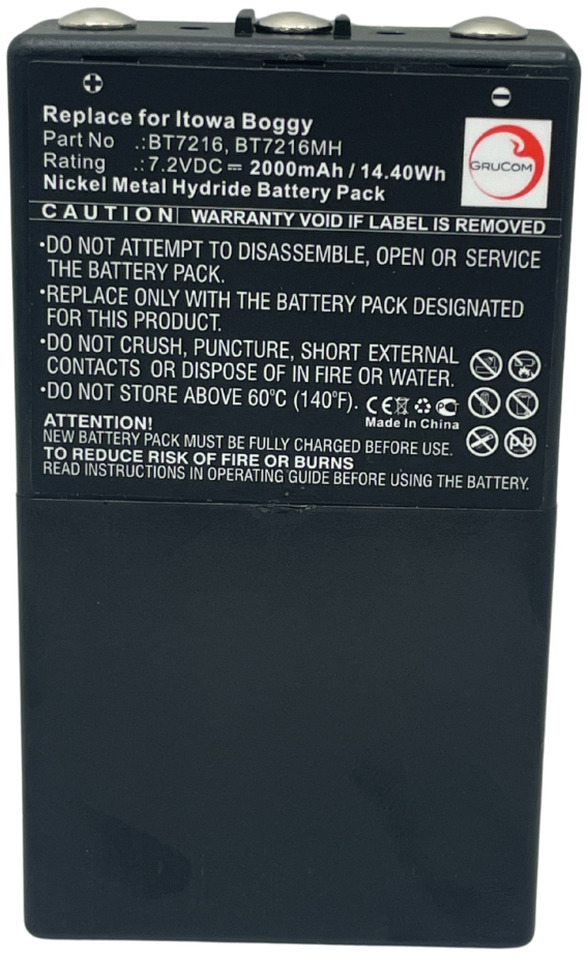 Replace for Itowa Boggy
Part No .:BT7216, BT7216MH
Rating .:7.2VDC⎓ 2000mAh / 14.40Wh
Nickel Metal Hydride Battery Pack
GRUCOM
CAUTION| WARRANTY VOID IF LABEL IS REMOVED
•DO NOT ATTEMPT TO DISASSEMBLE, OPEN OR SERVICE
THE BATTERY PACK.
•REPLACE ONLY WITH THE BATTERY PACK DESIGNATED
FOR THIS PRODUCT.
•DO NOT CRUSH, PUNCTURE, SHORT EXTERNAL
CONTACTS OR DISPOSE OF IN FIRE OR WATER.
•DO NOT STORE ABOVE 60°C (140°F).
CE
Made In China
Pb
ATTENTION!
NEW BATTERY PACK MUST BE FULLY CHARGED BEFORE USE.
TO REDUCE RISK OF FIRE OR BURNS
READ INSTRUCTIONS IN OPERATING GUIDE BEFORE USING THE BATTERY.